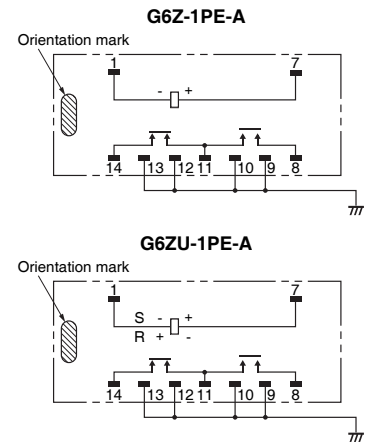 G6Z-1PE-A
Orientation mark
1 7
- +
14 13 12 11 10 9 8
G6ZU-1PE-A
Orientation mark
1 7
S - +
R + -
14 13 12 11 10 9 8